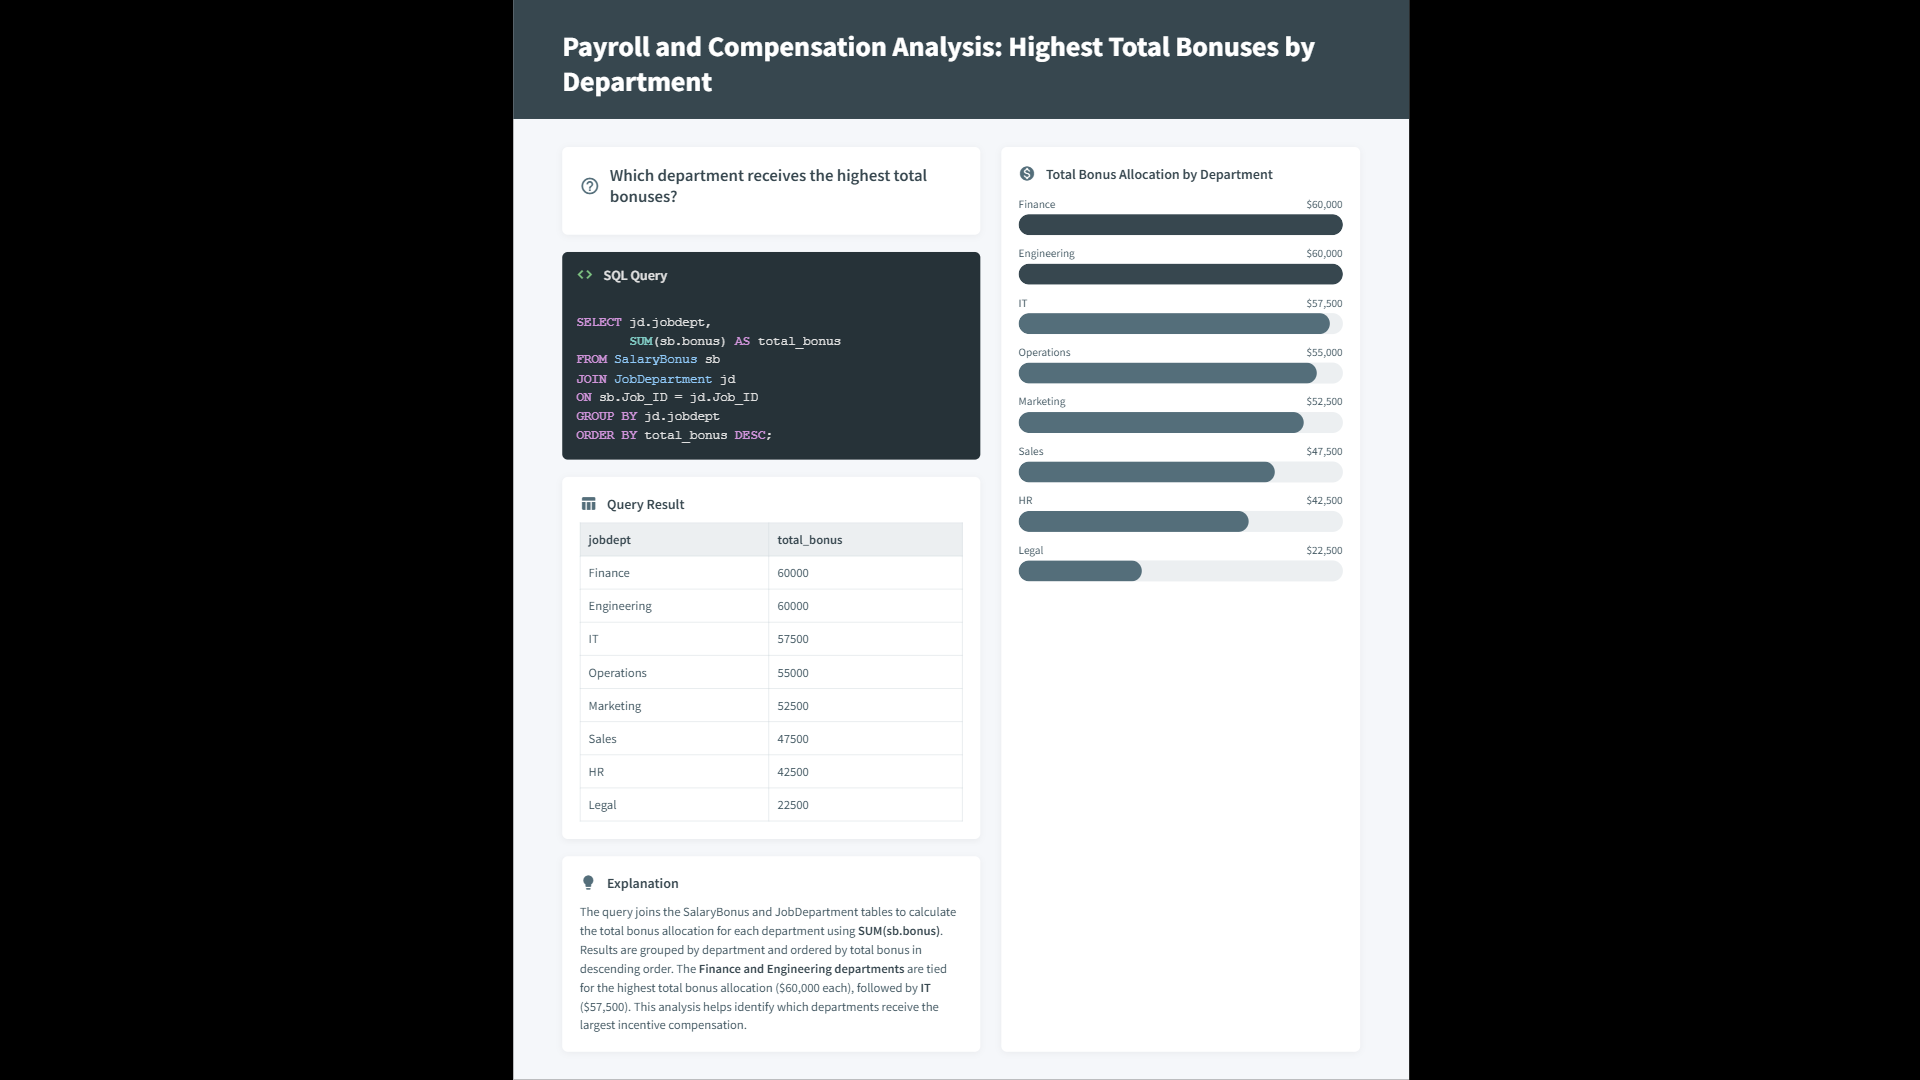 Payroll and Compensation Analysis: Highest Total Bonuses by
Department
Which department receives the highest total
bonuses?
SQL Query
SELECT jd.jobdept,
SUM(sb.bonus) AS total_bonus
FROM SalaryBonus sb
JOIN JobDepartment jd
ON sb.Job_ID = jd.Job_ID
GROUP BY jd.jobdept
ORDER BY total_bonus DESC;
Query Result
jobdept total_bonus
Finance 60000
Engineering 60000
IT 57500
Operations 55000
Marketing 52500
Sales 47500
HR 42500
Legal 22500
Explanation
The query joins the SalaryBonus and JobDepartment tables to calculate
the total bonus allocation for each department using SUM(sb.bonus).
Results are grouped by department and ordered by total bonus in
descending order. The Finance and Engineering departments are tied
for the highest total bonus allocation ($60,000 each), followed by IT
($57,500). This analysis helps identify which departments receive the
largest incentive compensation.
Total Bonus Allocation by Department
Finance $60,000
Engineering $60,000
IT $57,500
Operations $55,000
Marketing $52,500
Sales $47,500
HR $42,500
Legal $22,500